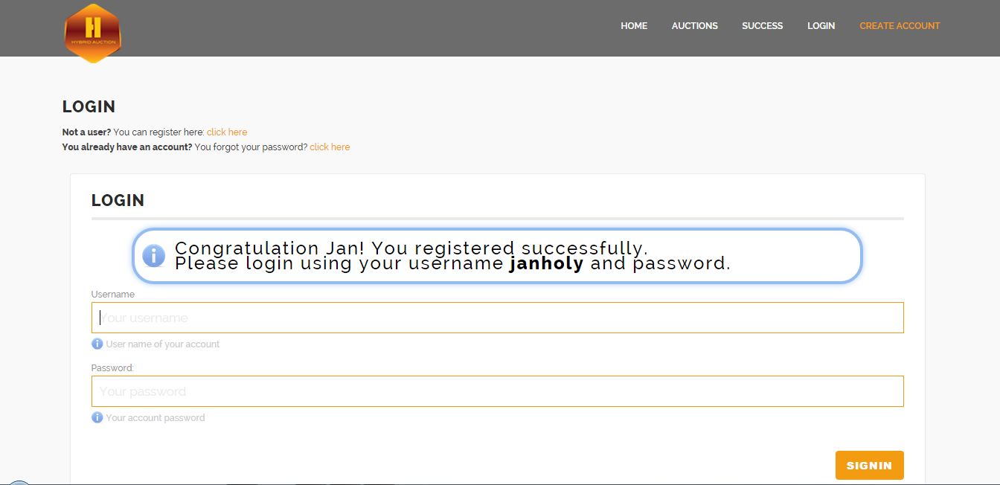 H
HYBRID AUCTION
HOME AUCTIONS SUCCESS LOGIN CREATE ACCOUNT
LOGIN
Not a user? You can register here: click here
You already have an account? You forgot your password? click here
LOGIN
Congratulation Jan! You registered successfully.
Please login using your username janholy and password.
Username
Your username
User name of your account
Password:
Your password
Your account password
SIGNIN